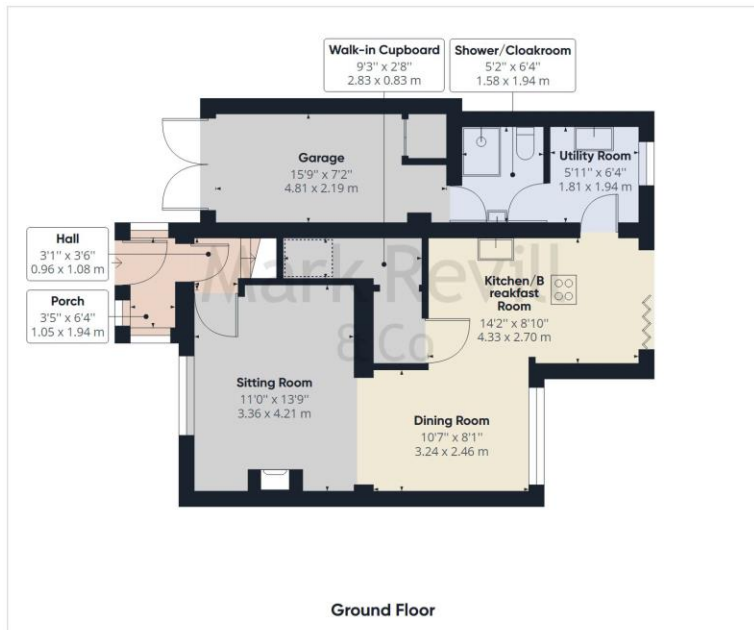 Walk-in Cupboard
9'3" x 2'8"
2.83 x 0.83 m
Shower/Cloakroom
5'2" x 6'4"
1.58 x 1.94 m
Garage
15'9" x 7'2"
4.81 x 2.19 m
Utility Room
5'11" x 6'4"
1.81 x 1.94 m
Hall
3'1" x 3'6"
0.96 x 1.08 m
Porch
3'5" x 6'4"
1.05 x 1.94 m
Mark Revill
& Co
Kitchen/B
reakfast
Room
14'2" x 8'10"
4.33 x 2.70 m
Sitting Room
11'0" x 13'9"
3.36 x 4.21 m
Dining Room
10'7" x 8'1"
3.24 x 2.46 m
Ground Floor